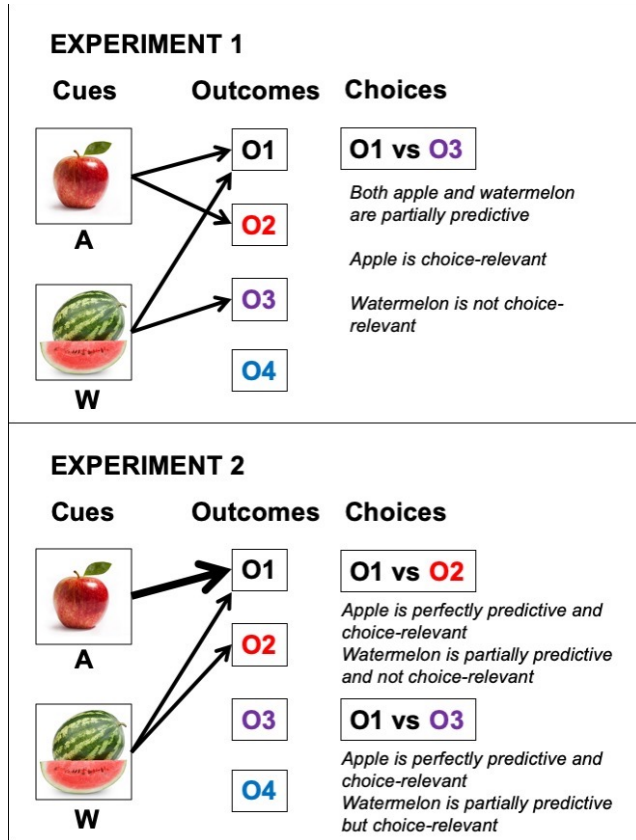 EXPERIMENT 1
Cues Outcomes Choices
O1
O1 vs O3
Both apple and watermelon
are partially predictive
A
O2
Apple is choice-relevant
O3
Watermelon is not choice-
relevant
O4
W
EXPERIMENT 2
Cues Outcomes Choices
O1
O1 vs O2
Apple is perfectly predictive and
choice-relevant
A
O2
Watermelon is partially predictive
and not choice-relevant
O3
O1 vs O3
Apple is perfectly predictive and
choice-relevant
O4
Watermelon is partially predictive
but choice-relevant
W